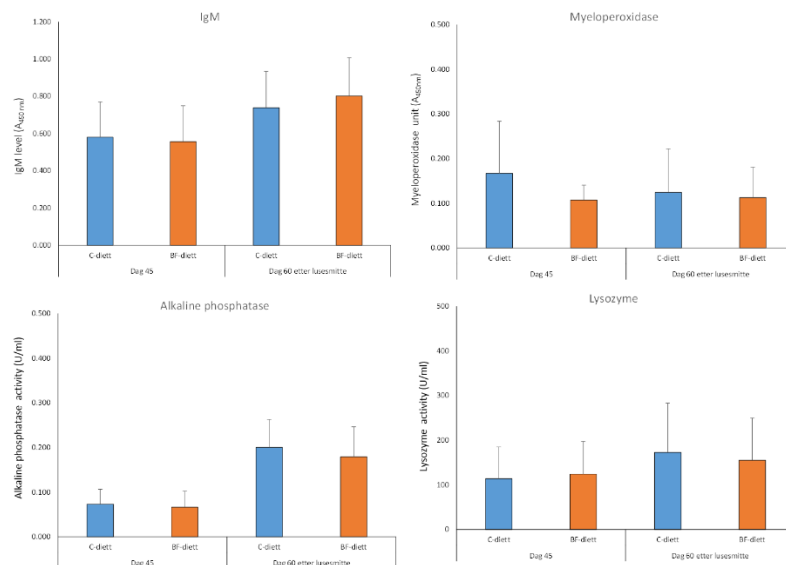 IgM
IgM level (A450 nm)
1.200
1.000
0.800
0.600
0.400
0.200
0.000
C-diett BF-diett C-diett BF-diett
Dag 45 Dag 60 etter lusesmitte
Myeloperoxidase
Myeloperoxidase unit (A450nm)
0.500
0.400
0.300
0.200
0.100
0.000
C-diett BF-diett C-diett BF-diett
Dag 45 Dag 60 etter lusesmitte
Alkaline phosphatase
Alkaline phosphatase activity (U/ml)
0.500
0.400
0.300
0.200
0.100
0.000
C-diett BF-diett C-diett BF-diett
Dag 45 Dag 60 etter lusesmitte
Lysozyme
Lysozyme activity (U/ml)
500
400
300
200
100
0
C-diett BF-diett C-diett BF-diett
Dag 45 Dag 60 etter lusesmitte